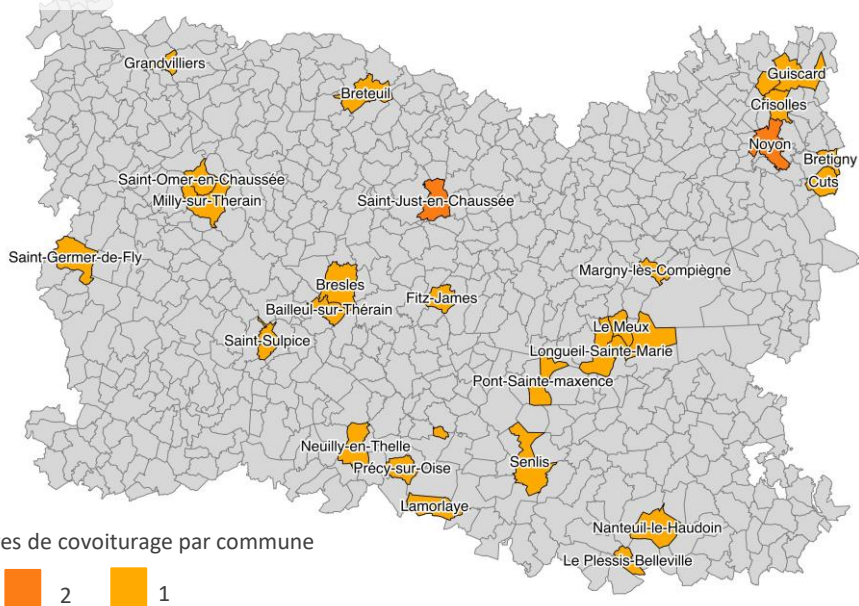 Grandvilliers
Guiscard
Breteuil
Crisolles
Noyon
Bretigny
Saint-Omer-en-Chaussée
Cuts
Milly-sur-Therain
Saint-Just-en-Chaussée
Saint-Germer-de-Fly
Margny-lès-Compiègne
Bresles
Fitz-James
Bailleul-sur-Thérain
Le Meux
Saint-Sulpice
Longueil-Sainte-Marie
Pont-Sainte-maxence
Neuilly-en-Thelle
Senlis
Précy-sur-Oise
Lamorlaye
Nanteuil-le-Haudoin
es de covoiturage par commune
Le Plessis-Belleville
2 1